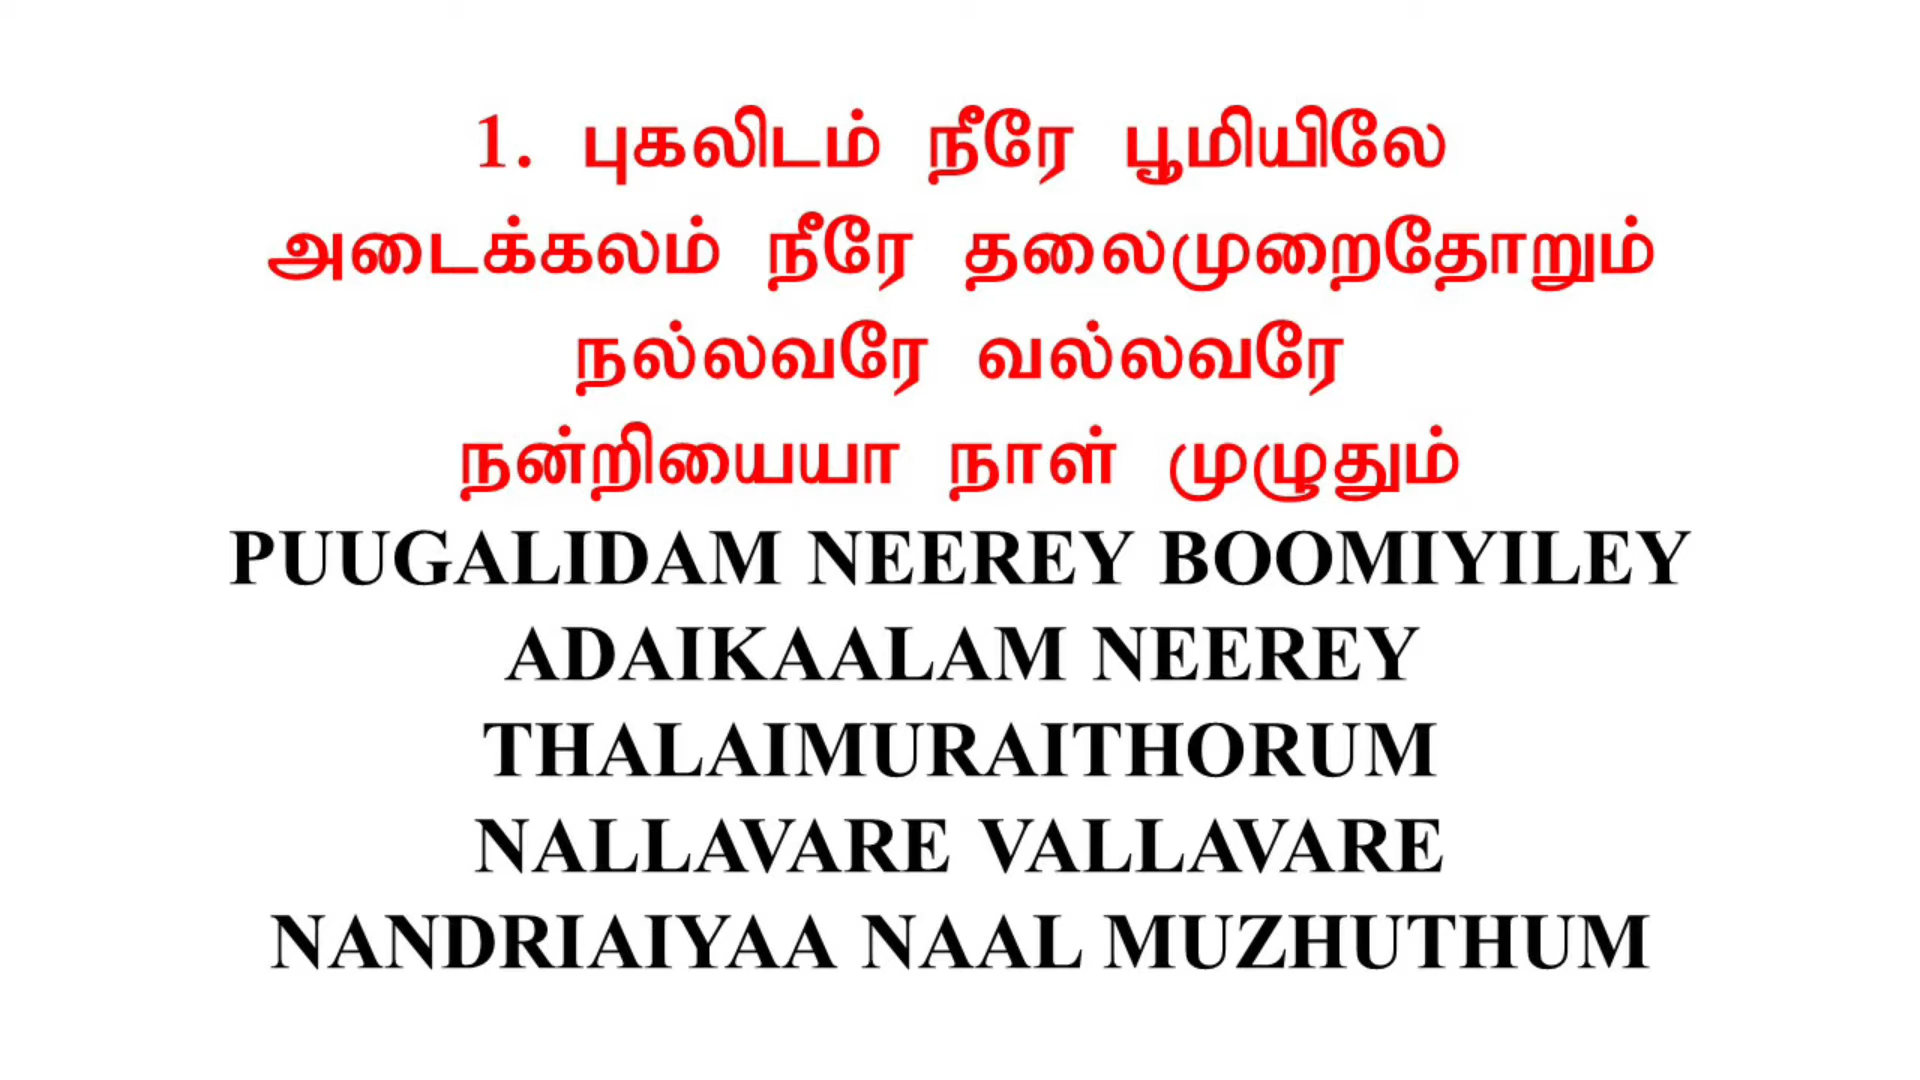 1. புகலிடம் நீரே பூமியிலே
அடைக்கலம் நீரே தலைமுறைதோறும்
நல்லவரே வல்லவரே
நன்றியையா நாள் முழுதும்
PUUGALIDAM NEEREY BOOMIYILEY
ADAIKAALAM NEEREY
THALAIMURAITHORUM
NALLAVARE VALLAVARE
NANDRIAIYAA NAAL MUZHUTHUM